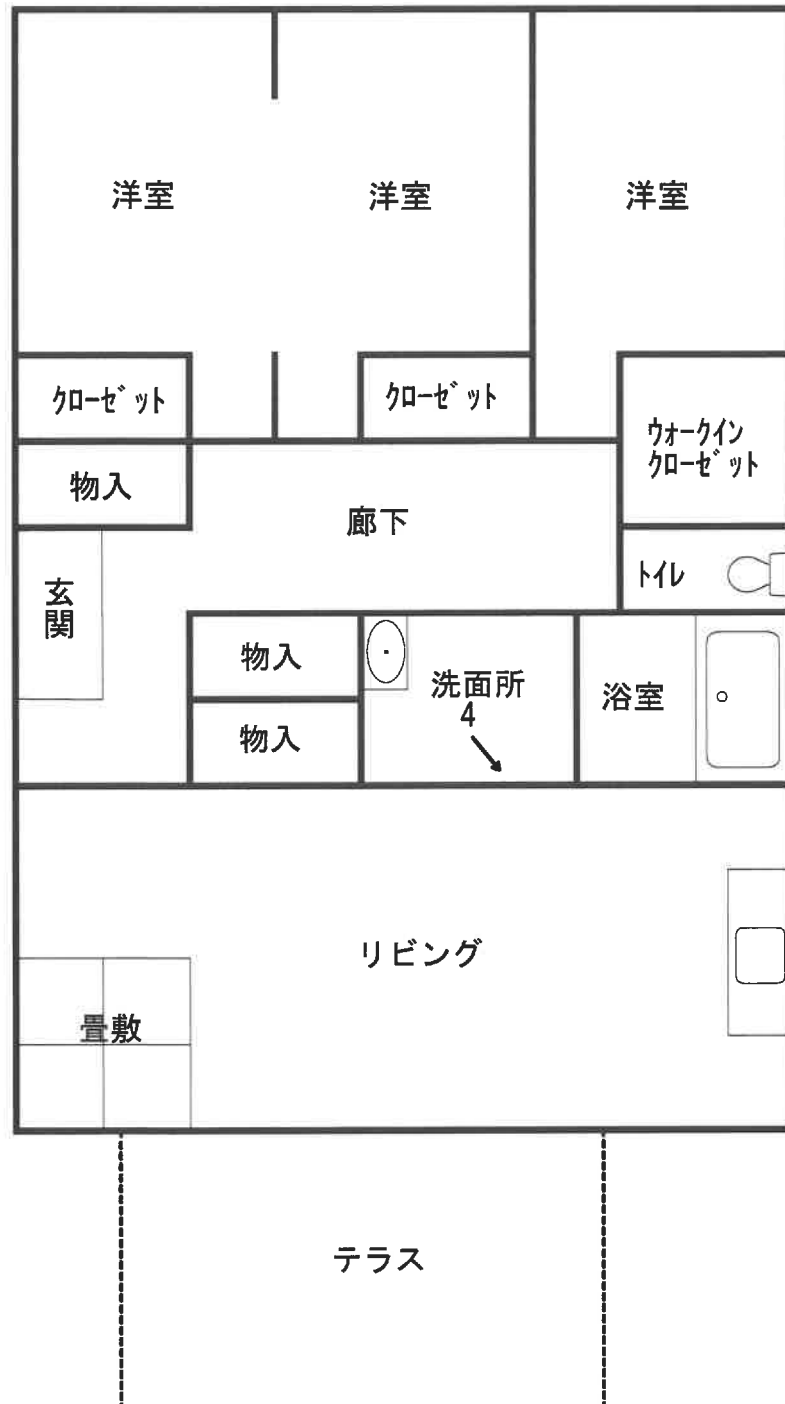 洋室
洋室
洋室
クローゼット
クローゼット
ウォークイン
クローゼット
物入
廊下
トイレ
玄関
物入
洗面所
4
浴室
物入
リビング
畳敷
テラス